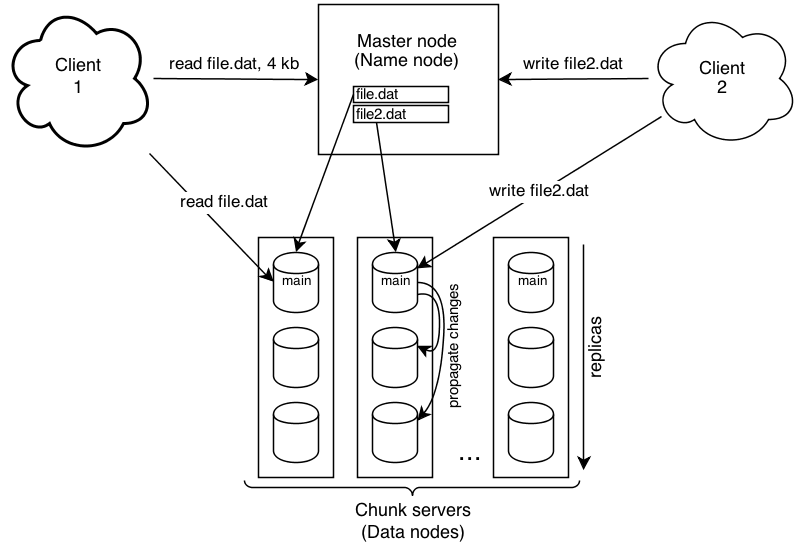 Client
1
read file.dat, 4 kb
Master node
(Name node)
file.dat
file2.dat
write file2.dat
Client
2
read file.dat
write file2.dat
main
main
main
propagate changes
replicas
...
Chunk servers
(Data nodes)